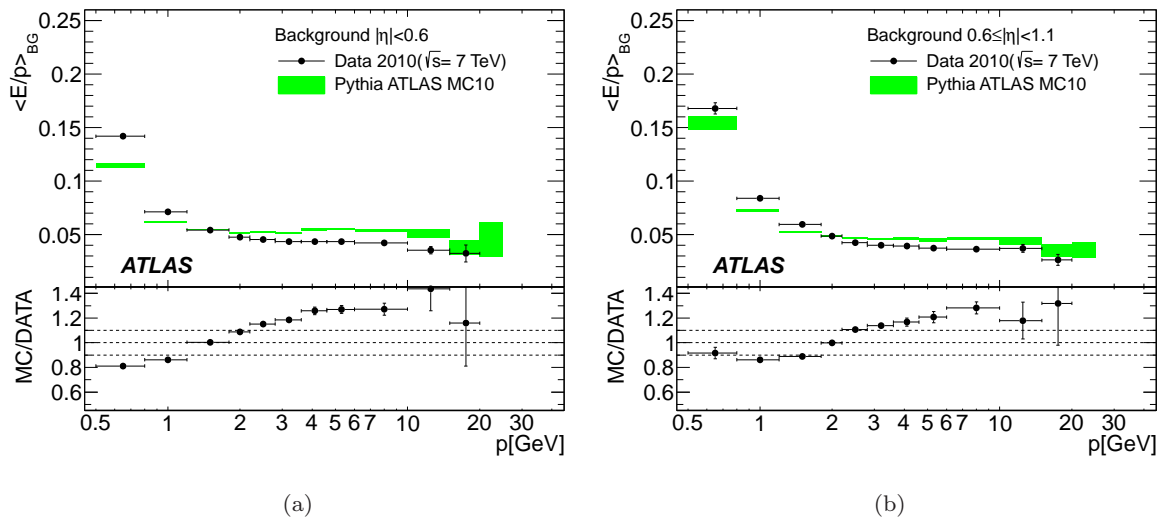 <E/p>BG
0.25
0.2
0.15
0.1
0.05
Background |η|<0.6
Data 2010(√s= 7 TeV)
Pythia ATLAS MC10
ATLAS
MC/DATA
1.4
1.2
1
0.8
0.6
0.5 1 2 3 4 5 6 7 10 20 30
p[GeV]
(a)
<E/p>BG
0.25
0.2
0.15
0.1
0.05
Background 0.6≤|η|<1.1
Data 2010(√s= 7 TeV)
Pythia ATLAS MC10
ATLAS
MC/DATA
1.4
1.2
1
0.8
0.6
0.5 1 2 3 4 5 6 7 10 20 30
p[GeV]
(b)